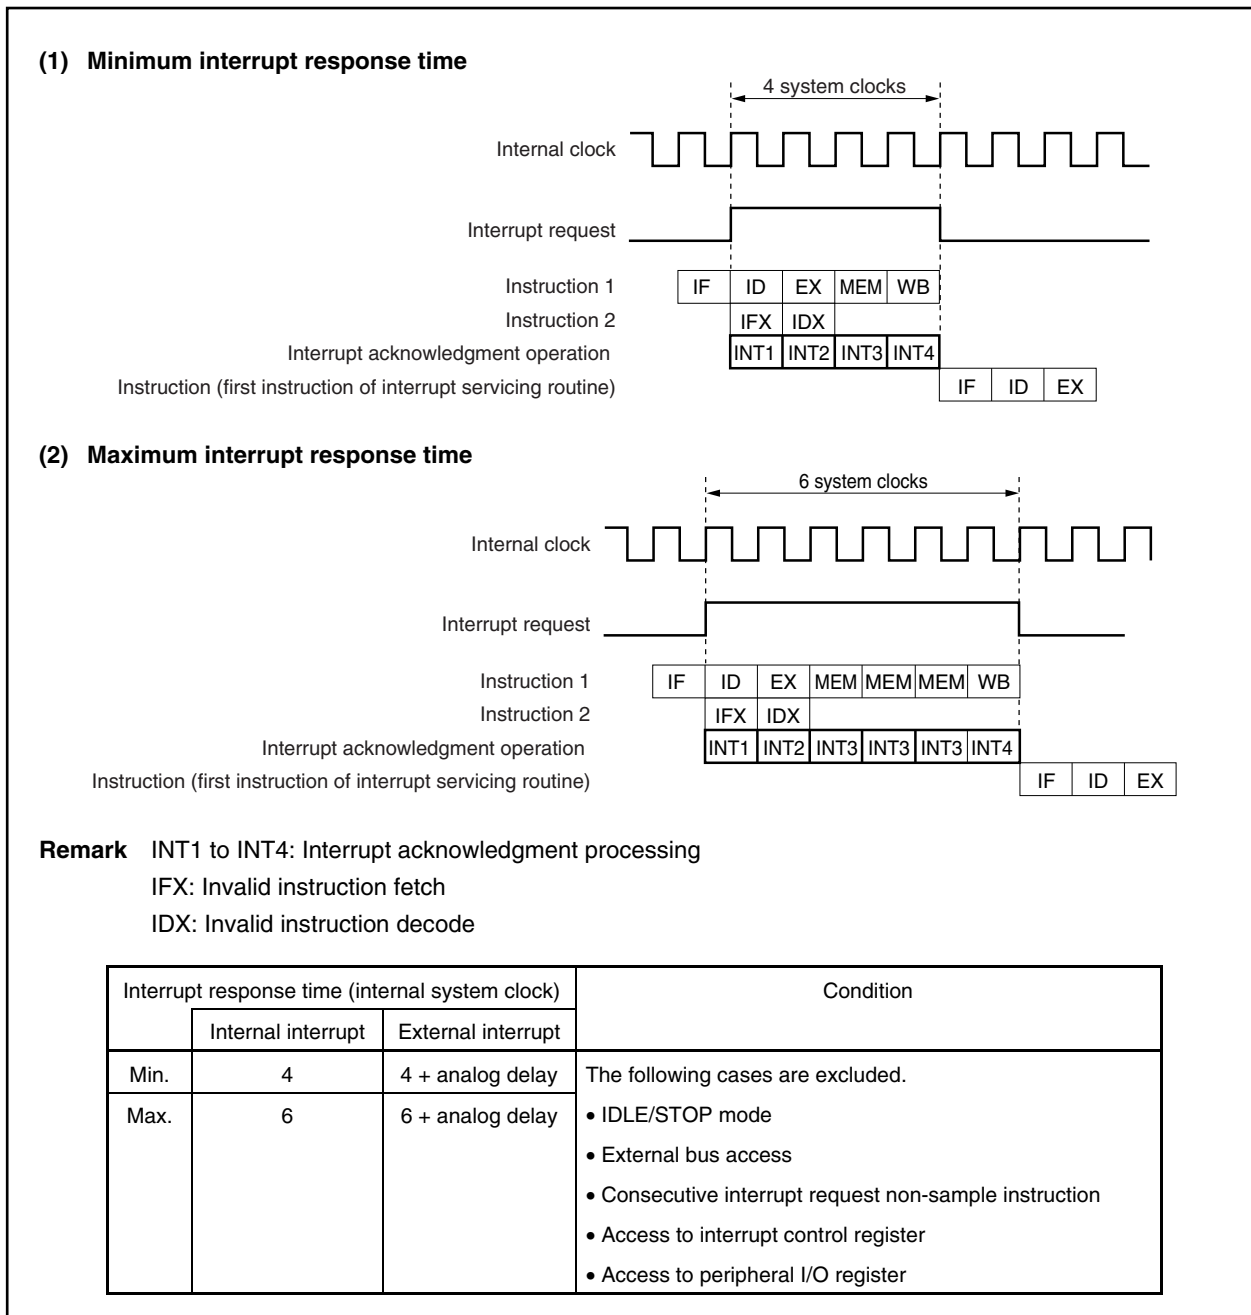 (1) Minimum interrupt response time
4 system clocks
Internal clock
Interrupt request
Instruction 1 IF ID EX MEM WB
Instruction 2 IFX IDX
Interrupt acknowledgment operation INT1 INT2 INT3 INT4
Instruction (first instruction of interrupt servicing routine) IF ID EX
(2) Maximum interrupt response time
6 system clocks
Internal clock
Interrupt request
Instruction 1 IF ID EX MEM MEM MEM WB
Instruction 2 IFX IDX
Interrupt acknowledgment operation INT1 INT2 INT3 INT3 INT3 INT4
Instruction (first instruction of interrupt servicing routine) IF ID EX
Remark INT1 to INT4: Interrupt acknowledgment processing
IFX: Invalid instruction fetch
IDX: Invalid instruction decode
Interrupt response time (internal system clock) Condition
Internal interrupt External interrupt
Min. 4 4 + analog delay The following cases are excluded.
Max. 6 6 + analog delay • IDLE/STOP mode
• External bus access
• Consecutive interrupt request non-sample instruction
• Access to interrupt control register
• Access to peripheral I/O register